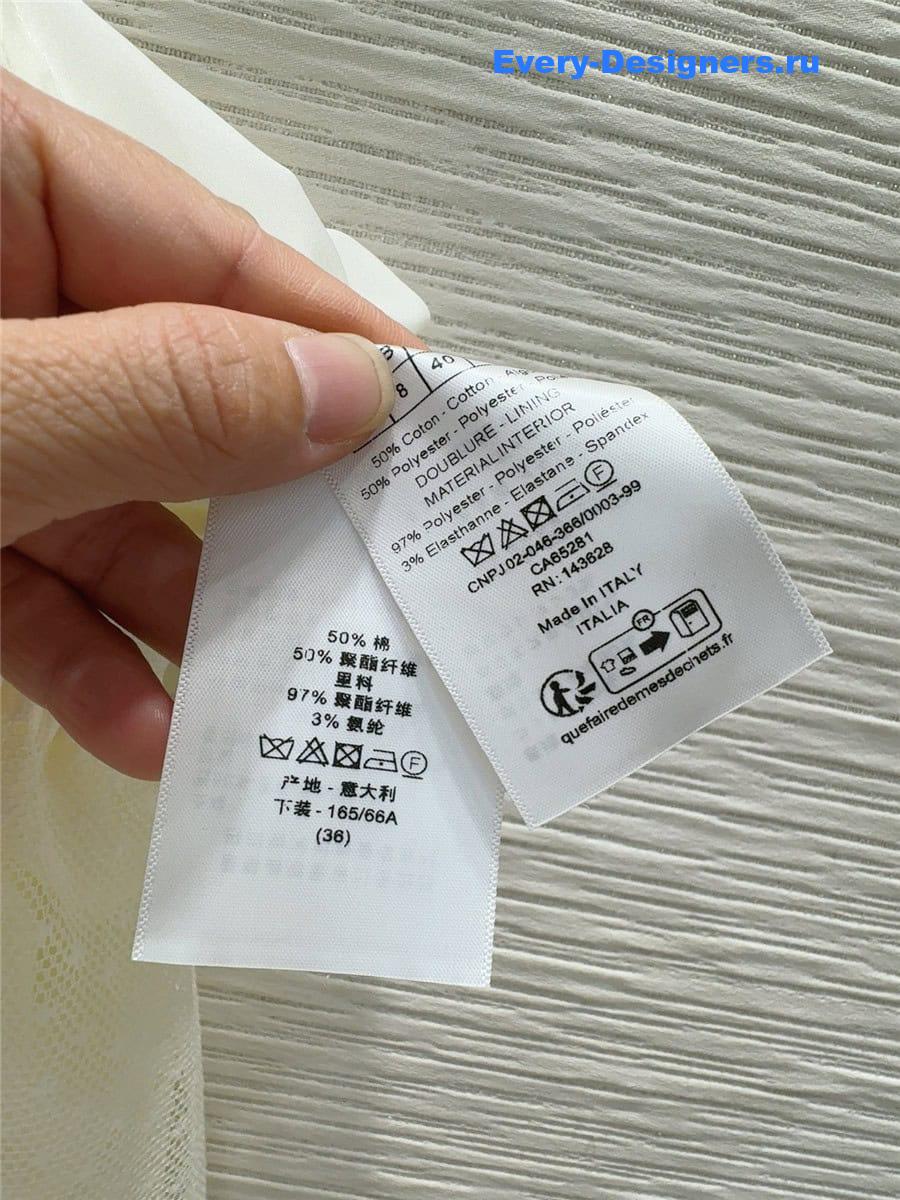 Every-Designers.ru
8 40
50% Coton - Cotton
50% Polyester - Polyester
DOUBLURE - LINING
MATERIAL INTERIOR
97% Polyester - Polyester - Poliéster
3% Elasthanne - Elastane - Spandex
F
CNPJ 02-046-366/0003-99
CA65281
RN: 143628
Made In ITALY
ITALIA
FR
quefairedemesdechets.fr
50% 棉
50% 聚酯纤维
里料
97% 聚酯纤维
3% 氨纶
F
产地 - 意大利
下装 - 165/66A
(36)